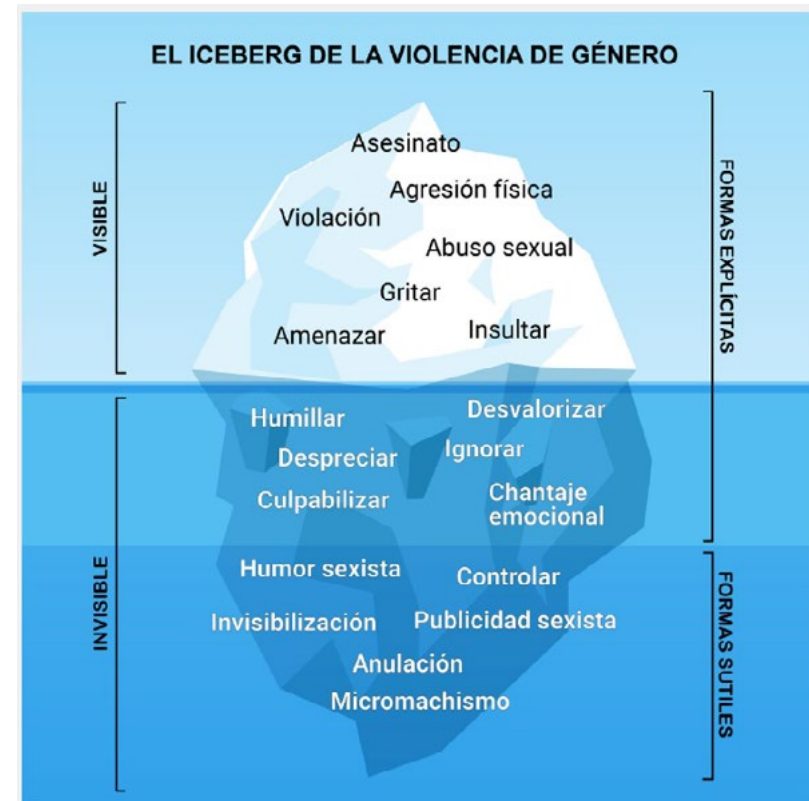 EL ICEBERG DE LA VIOLENCIA DE GÉNERO
VISIBLE
FORMAS EXPLÍCITAS
Asesinato
Agresión física
Violación
Abuso sexual
Gritar
Amenazar
Insultar
INVISIBLE
Humillar
Desvalorizar
Despreciar
Ignorar
Culpabilizar
Chantaje
emocional
FORMAS SUTILES
Humor sexista
Controlar
Invisibilización
Publicidad sexista
Anulación
Micromachismo